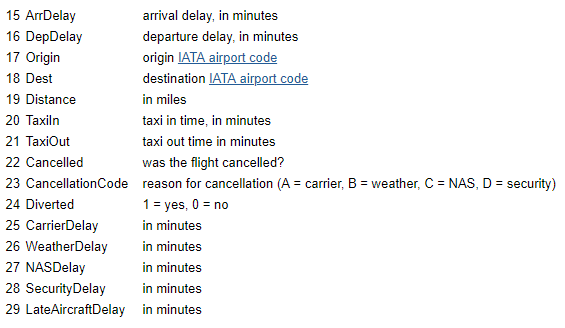 15 ArrDelay arrival delay, in minutes
16 DepDelay departure delay, in minutes
17 Origin origin IATA airport code
18 Dest destination IATA airport code
19 Distance in miles
20 TaxiIn taxi in time, in minutes
21 TaxiOut taxi out time in minutes
22 Cancelled was the flight cancelled?
23 CancellationCode reason for cancellation (A = carrier, B = weather, C = NAS, D = security)
24 Diverted 1 = yes, 0 = no
25 CarrierDelay in minutes
26 WeatherDelay in minutes
27 NASDelay in minutes
28 SecurityDelay in minutes
29 LateAircraftDelay in minutes